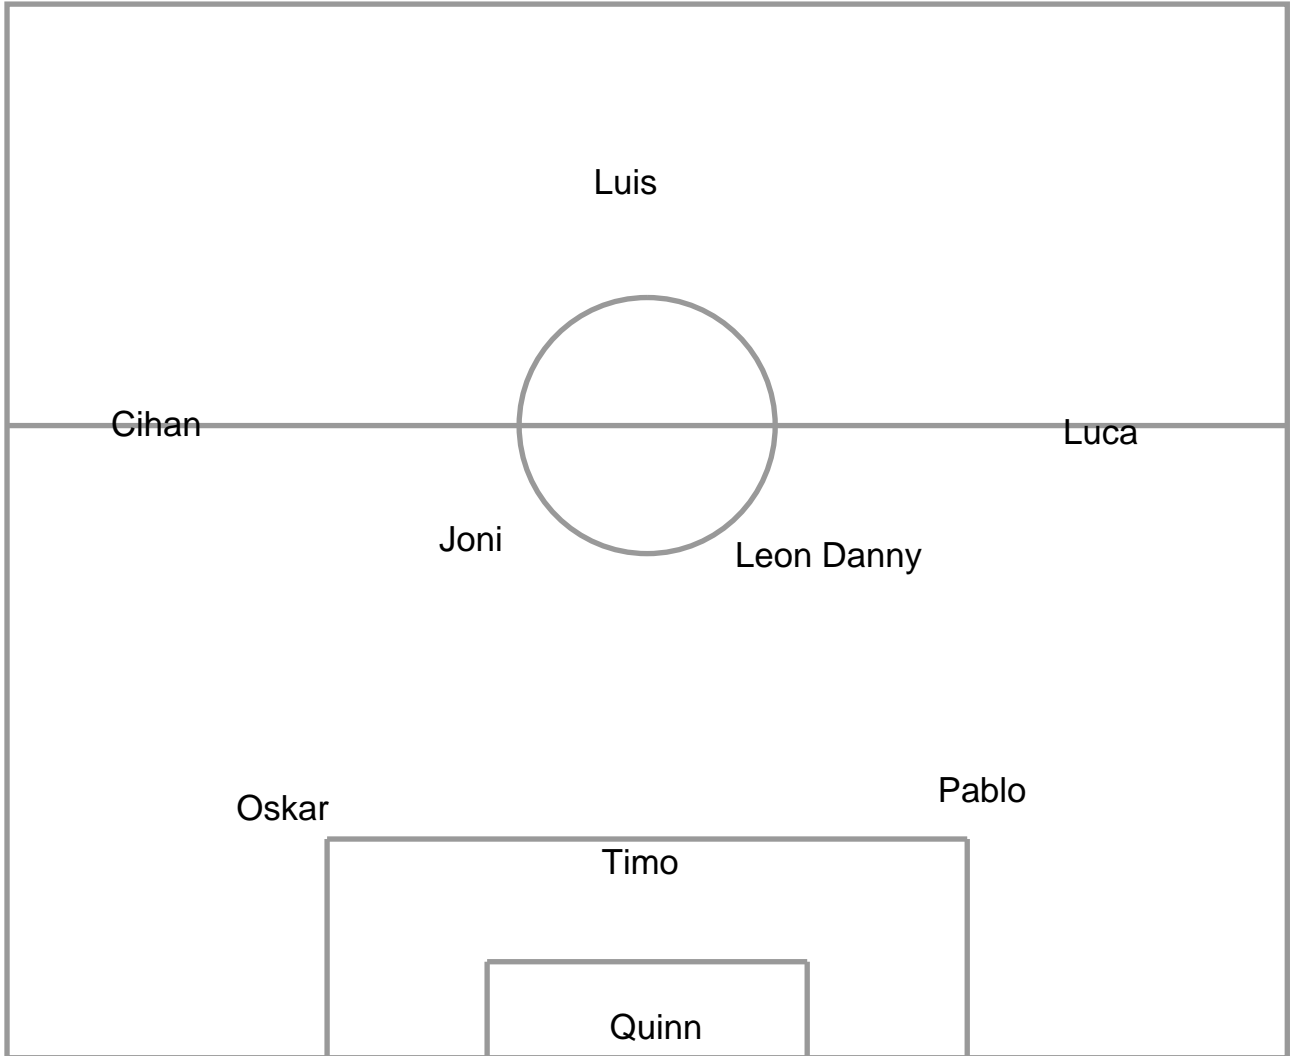 Luis
Cihan
Luca
Joni
Leon Danny
Pablo
Oskar
Timo
Quinn